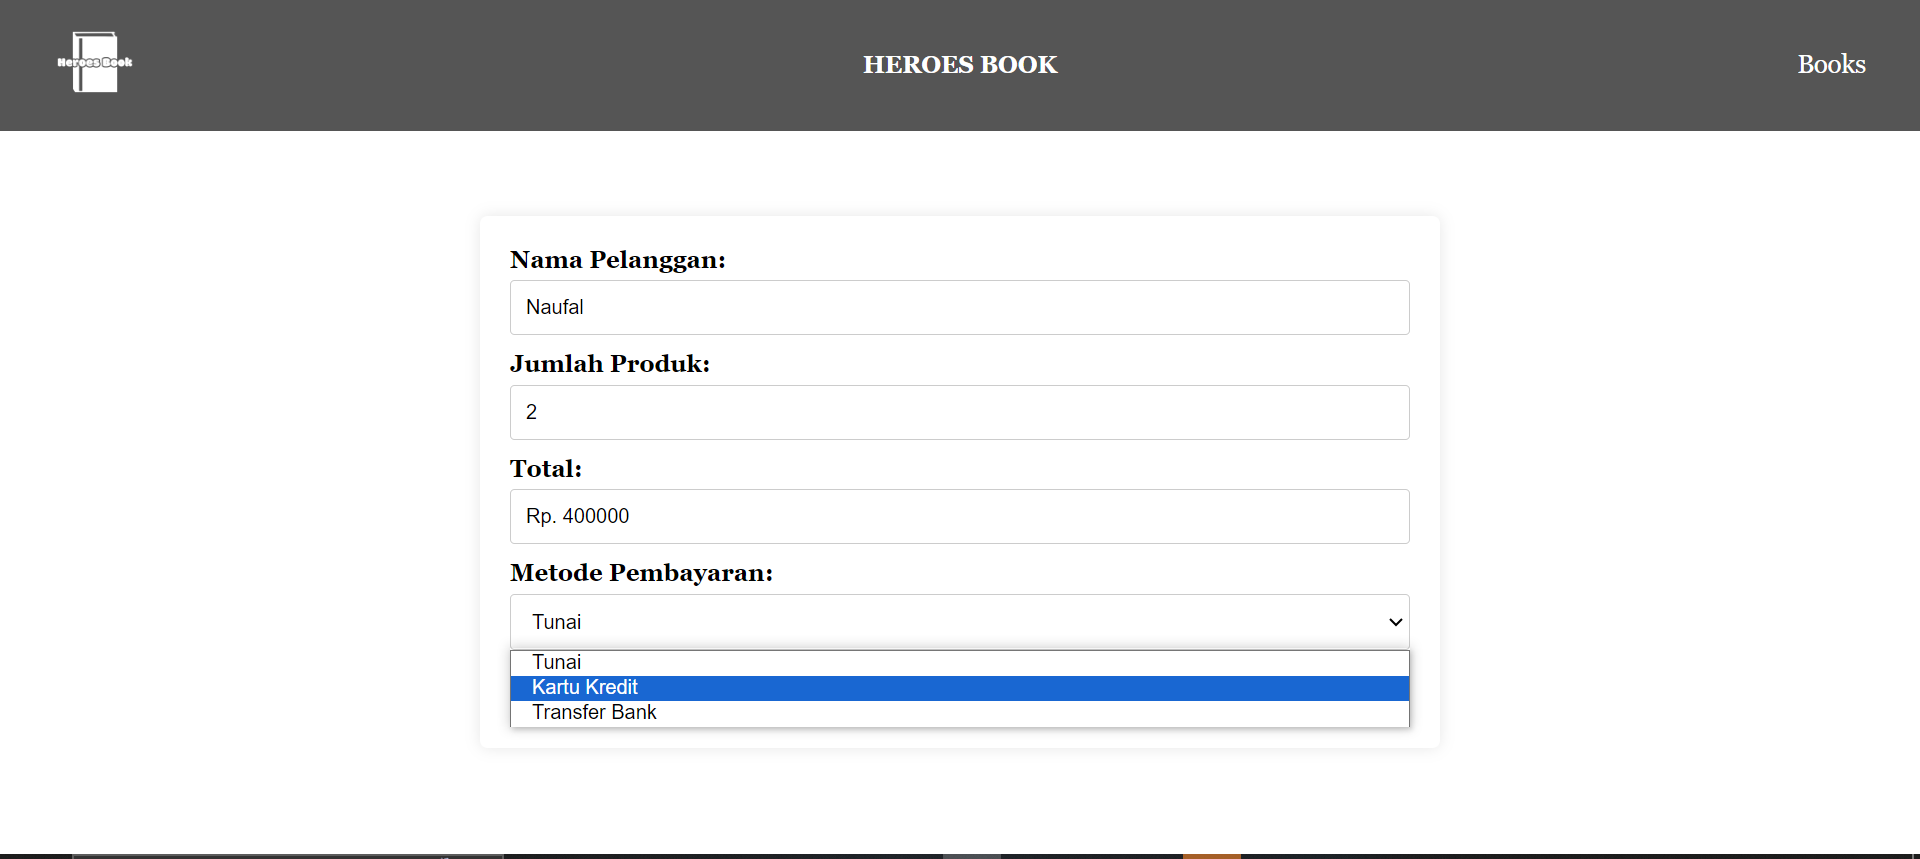 Heroes Book
HEROES BOOK
Books
Nama Pelanggan:
Naufal
Jumlah Produk:
2
Total:
Rp. 400000
Metode Pembayaran:
Tunai
Tunai
Kartu Kredit
Transfer Bank